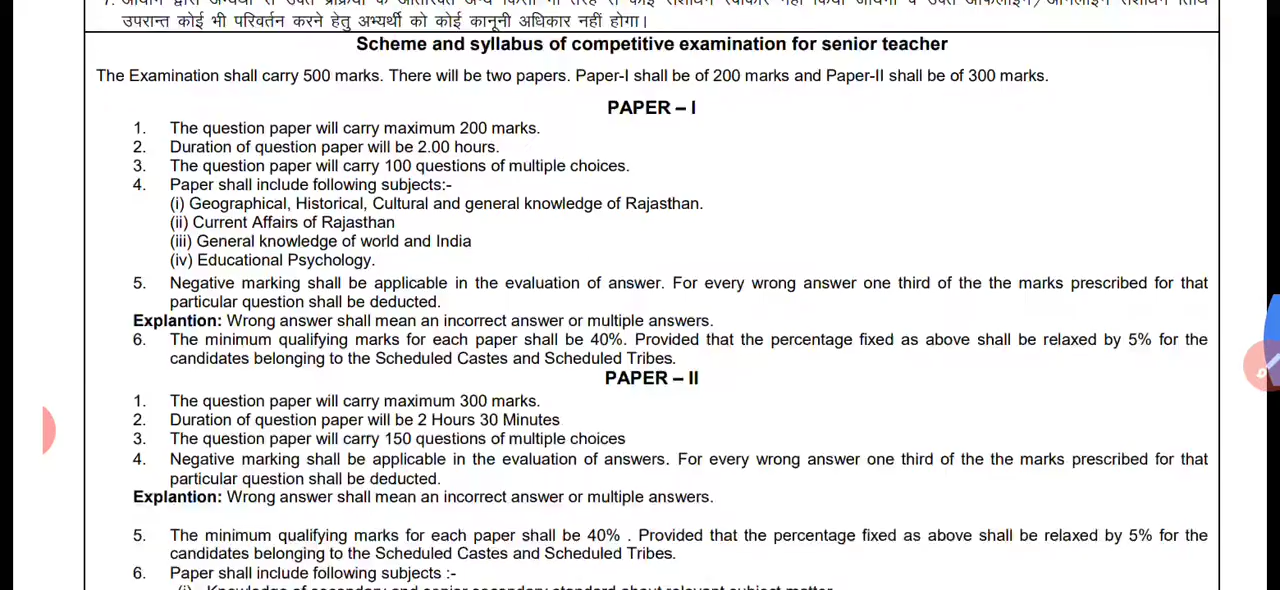 उपरान्त कोई भी परिवर्तन करने हेतु अभ्यर्थी को कोई कानूनी अधिकार नहीं होगा।
Scheme and syllabus of competitive examination for senior teacher
The Examination shall carry 500 marks. There will be two papers. Paper-I shall be of 200 marks and Paper-II shall be of 300 marks.
PAPER – I
1. The question paper will carry maximum 200 marks.
2. Duration of question paper will be 2.00 hours.
3. The question paper will carry 100 questions of multiple choices.
4. Paper shall include following subjects:-
(i) Geographical, Historical, Cultural and general knowledge of Rajasthan.
(ii) Current Affairs of Rajasthan
(iii) General knowledge of world and India
(iv) Educational Psychology.
5. Negative marking shall be applicable in the evaluation of answer. For every wrong answer one third of the the marks prescribed for that
particular question shall be deducted.
Explantion: Wrong answer shall mean an incorrect answer or multiple answers.
6. The minimum qualifying marks for each paper shall be 40%. Provided that the percentage fixed as above shall be relaxed by 5% for the
candidates belonging to the Scheduled Castes and Scheduled Tribes.
PAPER – II
1. The question paper will carry maximum 300 marks.
2. Duration of question paper will be 2 Hours 30 Minutes
3. The question paper will carry 150 questions of multiple choices
4. Negative marking shall be applicable in the evaluation of answers. For every wrong answer one third of the the marks prescribed for that
particular question shall be deducted.
Explantion: Wrong answer shall mean an incorrect answer or multiple answers.
5. The minimum qualifying marks for each paper shall be 40% . Provided that the percentage fixed as above shall be relaxed by 5% for the
candidates belonging to the Scheduled Castes and Scheduled Tribes.
6. Paper shall include following subjects :-
(i) Knowledge of secondary and senior secondary standard about relevant subject matter